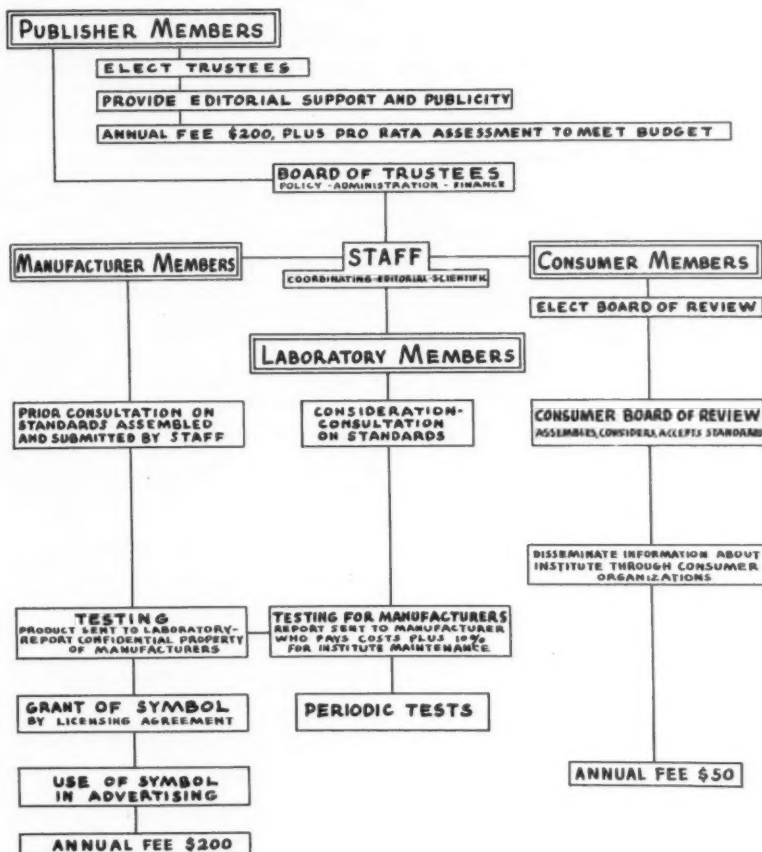 PUBLISHER MEMBERS
ELECT TRUSTEES
PROVIDE EDITORIAL SUPPORT AND PUBLICITY
ANNUAL FEE $200, PLUS PRO RATA ASSESSMENT TO MEET BUDGET
BOARD OF TRUSTEES
POLICY - ADMINISTRATION - FINANCE
MANUFACTURER MEMBERS
STAFF
COORDINATING-EDITORIAL-SCIENTIFIC
CONSUMER MEMBERS
ELECT BOARD OF REVIEW
LABORATORY MEMBERS
PRIOR CONSULTATION ON
STANDARDS ASSEMBLED
AND SUBMITTED BY STAFF
CONSIDERATION-
CONSULTATION
ON STANDARDS
CONSUMER BOARD OF REVIEW
ASSEMBLES, CONSIDERS, ACCEPTS STANDARDS
DISSEMINATE INFORMATION ABOUT
INSTITUTE THROUGH CONSUMER
ORGANIZATIONS
TESTING
PRODUCT SENT TO LABORATORY-
REPORT CONFIDENTIAL PROPERTY
OF MANUFACTURERS
TESTING FOR MANUFACTURERS
REPORT SENT TO MANUFACTURER
WHO PAYS COSTS PLUS 10%
FOR INSTITUTE MAINTENANCE
GRANT OF SYMBOL
BY LICENSING AGREEMENT
PERIODIC TESTS
USE OF SYMBOL
IN ADVERTISING
ANNUAL FEE $50
ANNUAL FEE $200